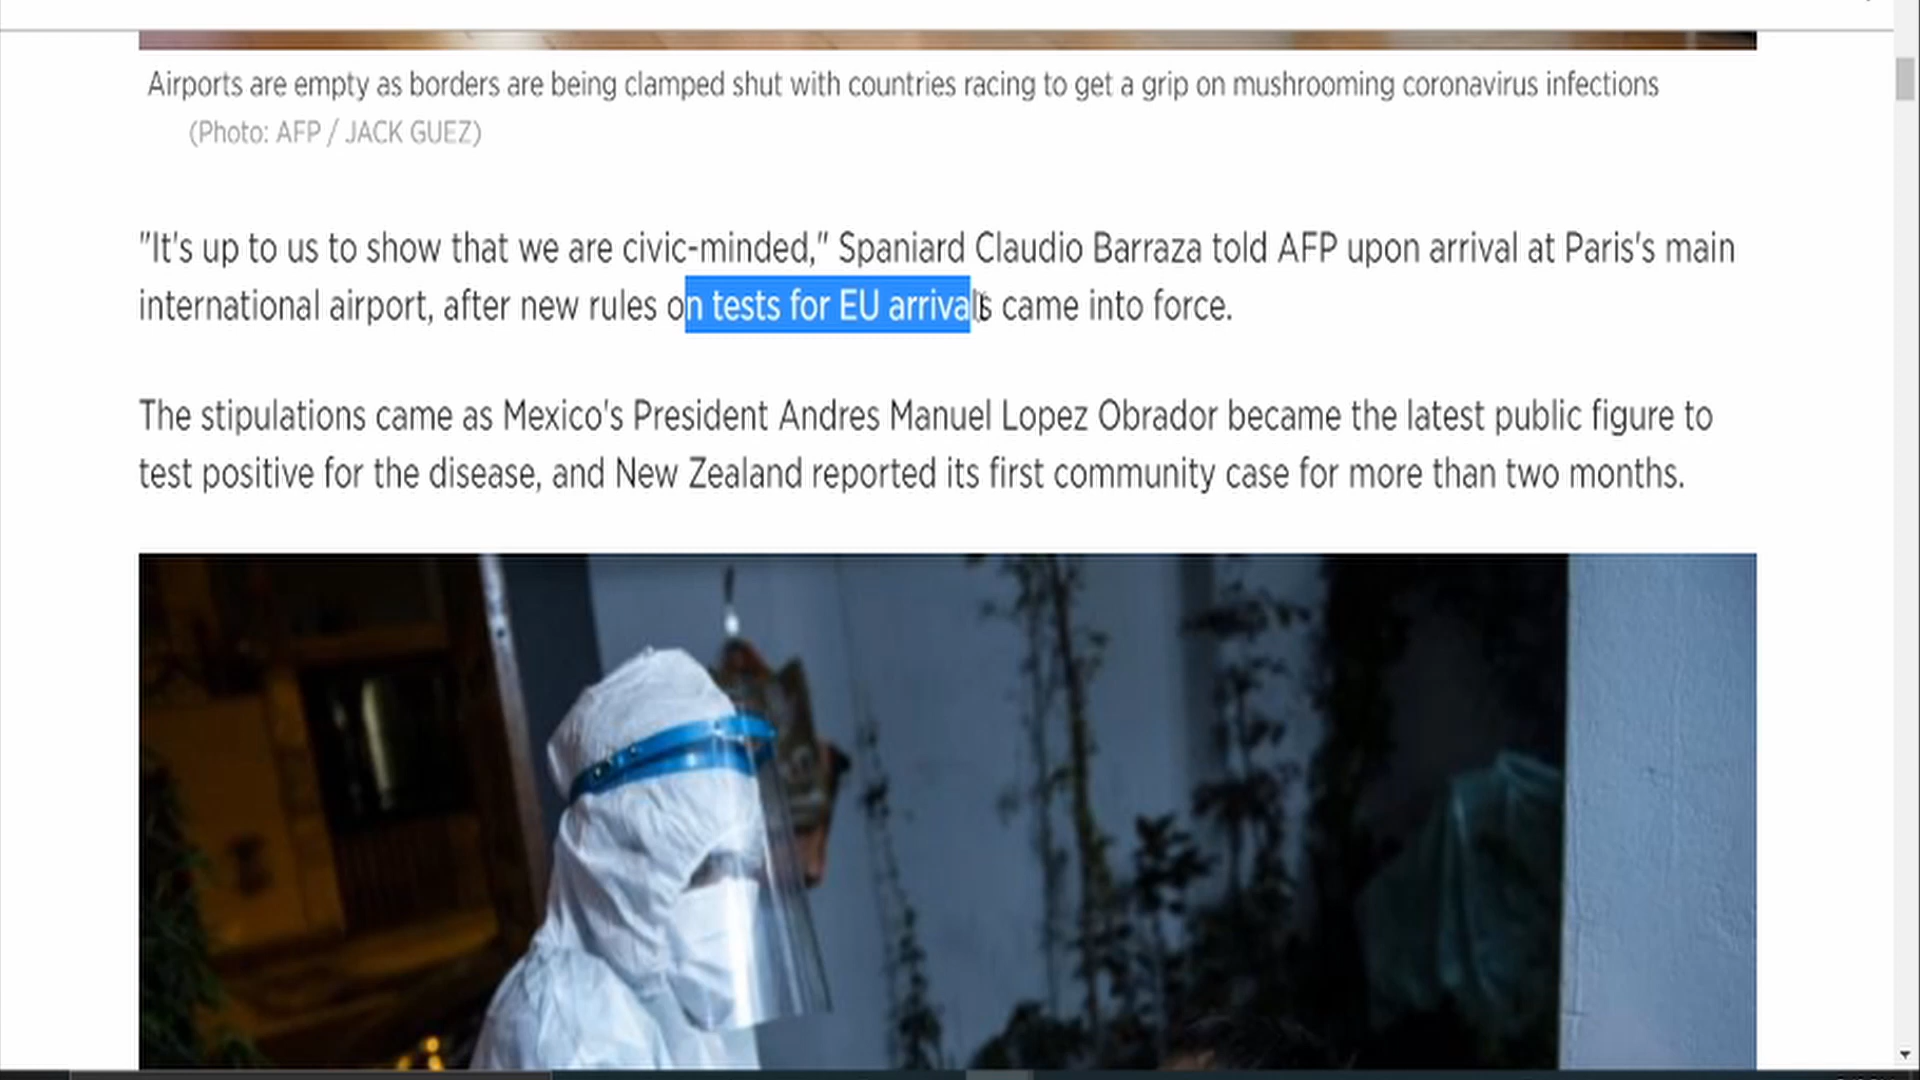 Airports are empty as borders are being clamped shut with countries racing to get a grip on mushrooming coronavirus infections
(Photo: AFP / JACK GUEZ)
"It's up to us to show that we are civic-minded," Spaniard Claudio Barraza told AFP upon arrival at Paris's main
international airport, after new rules on tests for EU arrivals came into force.
The stipulations came as Mexico's President Andres Manuel Lopez Obrador became the latest public figure to
test positive for the disease, and New Zealand reported its first community case for more than two months.